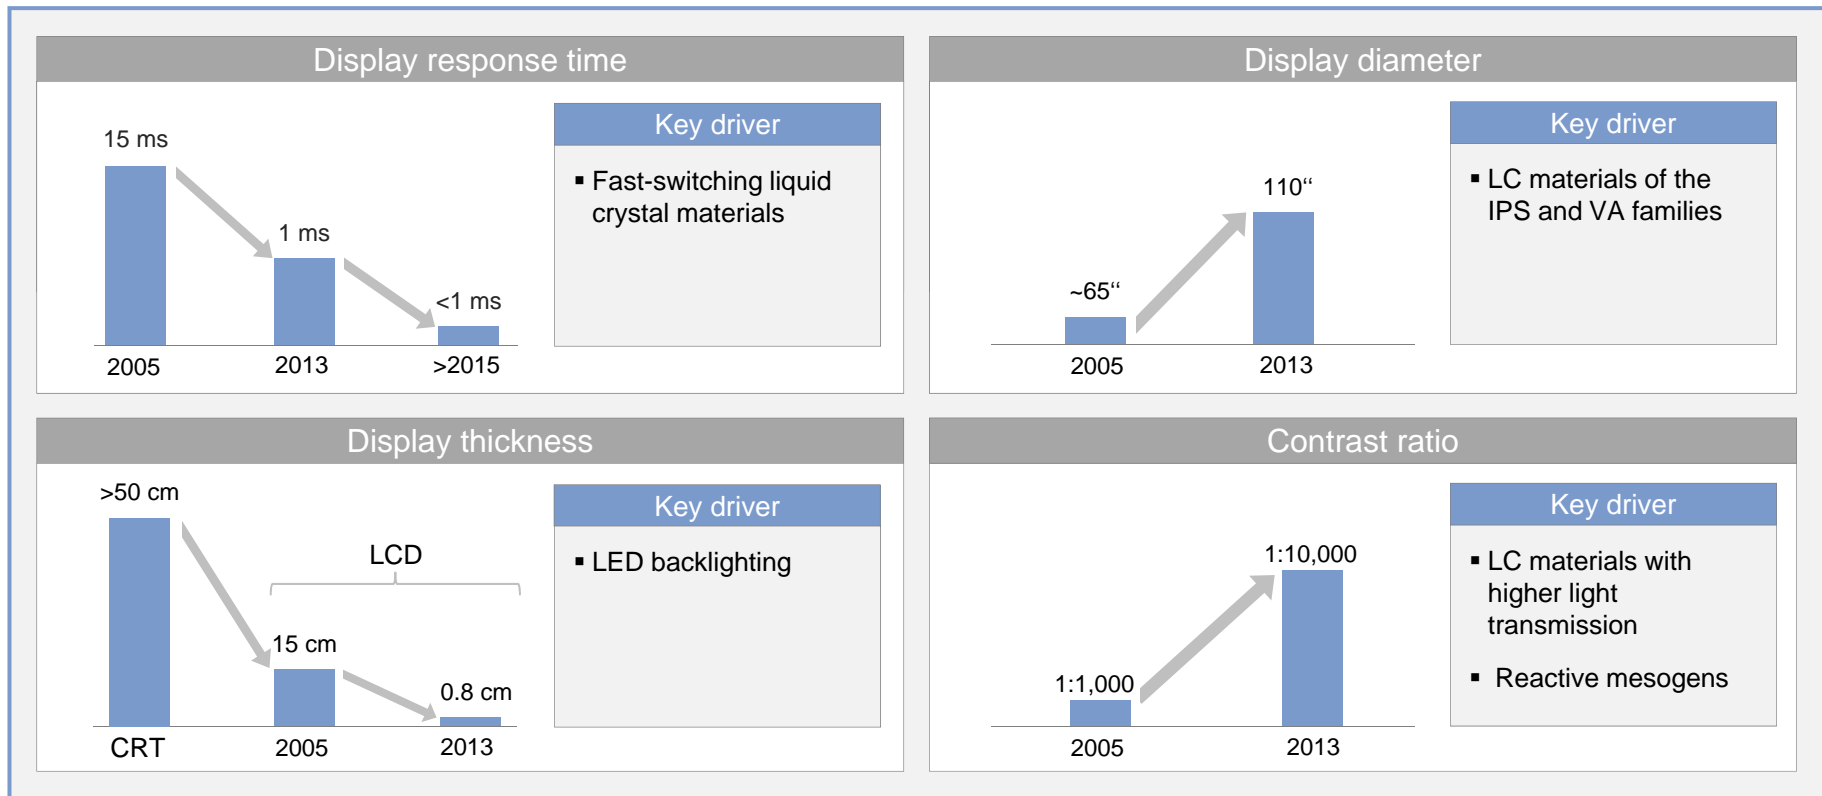 Display response time
15 ms
1 ms
<1 ms
2005
2013
>2015
Key driver
▪ Fast-switching liquid
crystal materials
Display diameter
~65“
110“
2005
2013
Key driver
▪ LC materials of the
IPS and VA families
Display thickness
>50 cm
LCD
15 cm
0.8 cm
CRT
2005
2013
Key driver
▪ LED backlighting
Contrast ratio
1:1,000
1:10,000
2005
2013
Key driver
▪ LC materials with
higher light
transmission
▪ Reactive mesogens